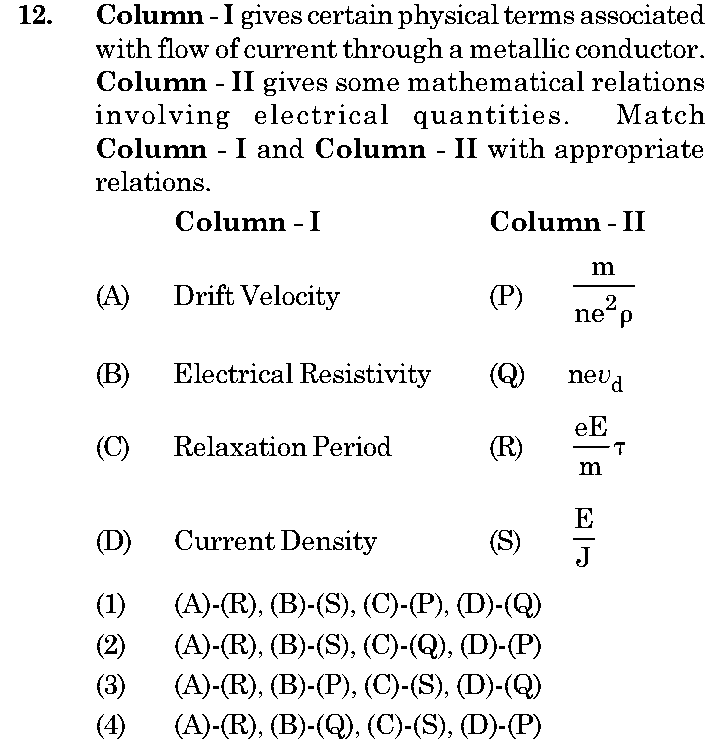 12. Column - I gives certain physical terms associated
with flow of current through a metallic conductor.
Column - II gives some mathematical relations
involving electrical quantities. Match
Column - I and Column - II with appropriate
relations.
Column - I Column - II
(A) Drift Velocity (P) m / ne²ρ
(B) Electrical Resistivity (Q) neυ_d
(C) Relaxation Period (R) eE / m τ
(D) Current Density (S) E / J
(1) (A)-(R), (B)-(S), (C)-(P), (D)-(Q)
(2) (A)-(R), (B)-(S), (C)-(Q), (D)-(P)
(3) (A)-(R), (B)-(P), (C)-(S), (D)-(Q)
(4) (A)-(R), (B)-(Q), (C)-(S), (D)-(P)